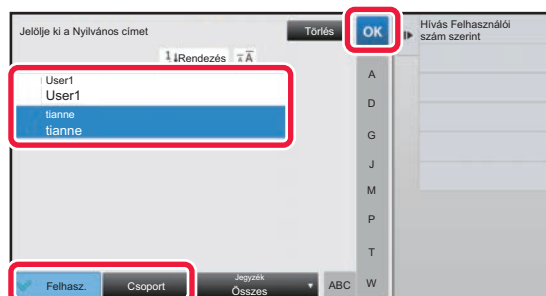 Jelölje ki a Nyilvános címet
Törlés
OK
Hívás Felhasználói
szám szerint
Rendezés
User1
User1
tianne
tianne
A
D
G
J
M
P
T
W
Felhasz.
Csoport
Jegyzék
Összes
ABC